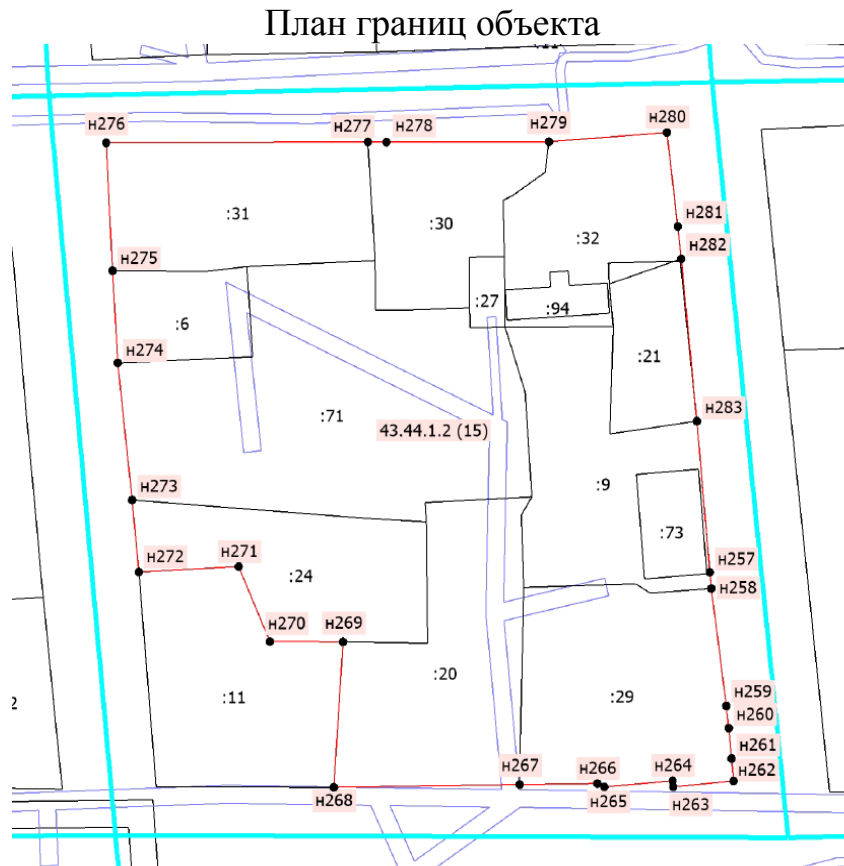 План границ объекта
н276
н277
н278
н279
н280
:31
:30
:32
н281
н275
н282
:27
:94
:6
:21
н274
:71
43.44.1.2 (15)
н283
:9
н273
:73
н272
н271
:24
н257
н258
н270
н269
:20
:11
:29
н259
2
н260
н261
н267
н266
н264
н262
н268
н265
н263